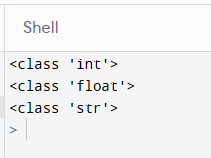 Shell
<class 'int'>
<class 'float'>
<class 'str'>
>